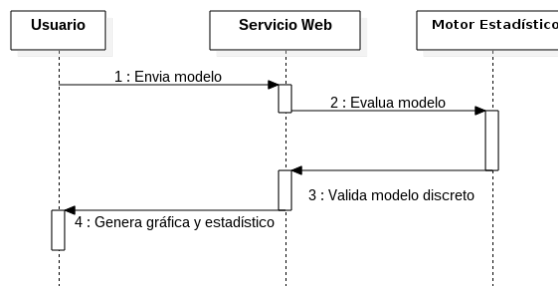 Usuario
Servicio Web
Motor Estadístico
1 : Envia modelo
2 : Evalua modelo
3 : Valida modelo discreto
4 : Genera gráfica y estadístico